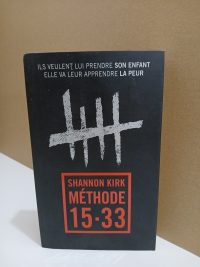 ILS VEULENT LUI PRENDRE SON ENFANT
ELLE VA LEUR APPRENDRE LA PEUR
SHANNON KIRK
MÉTHODE
15·33